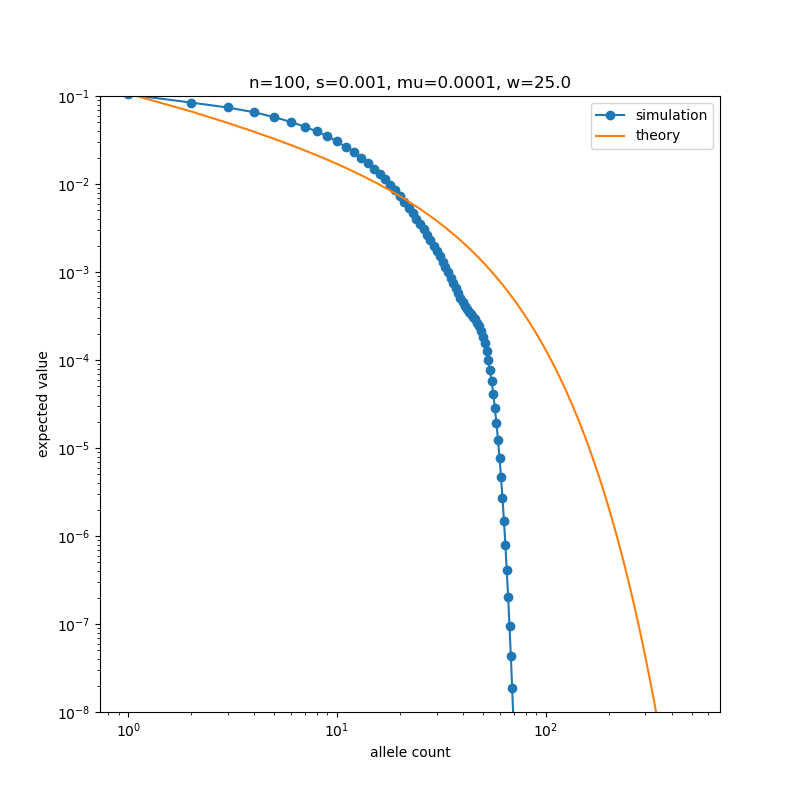 n=100, s=0.001, mu=0.0001, w=25.0
simulation
theory
10⁻¹
10⁻²
10⁻³
10⁻⁴
10⁻⁵
10⁻⁶
10⁻⁷
10⁻⁸
expected value
10⁰ 10¹ 10²
allele count